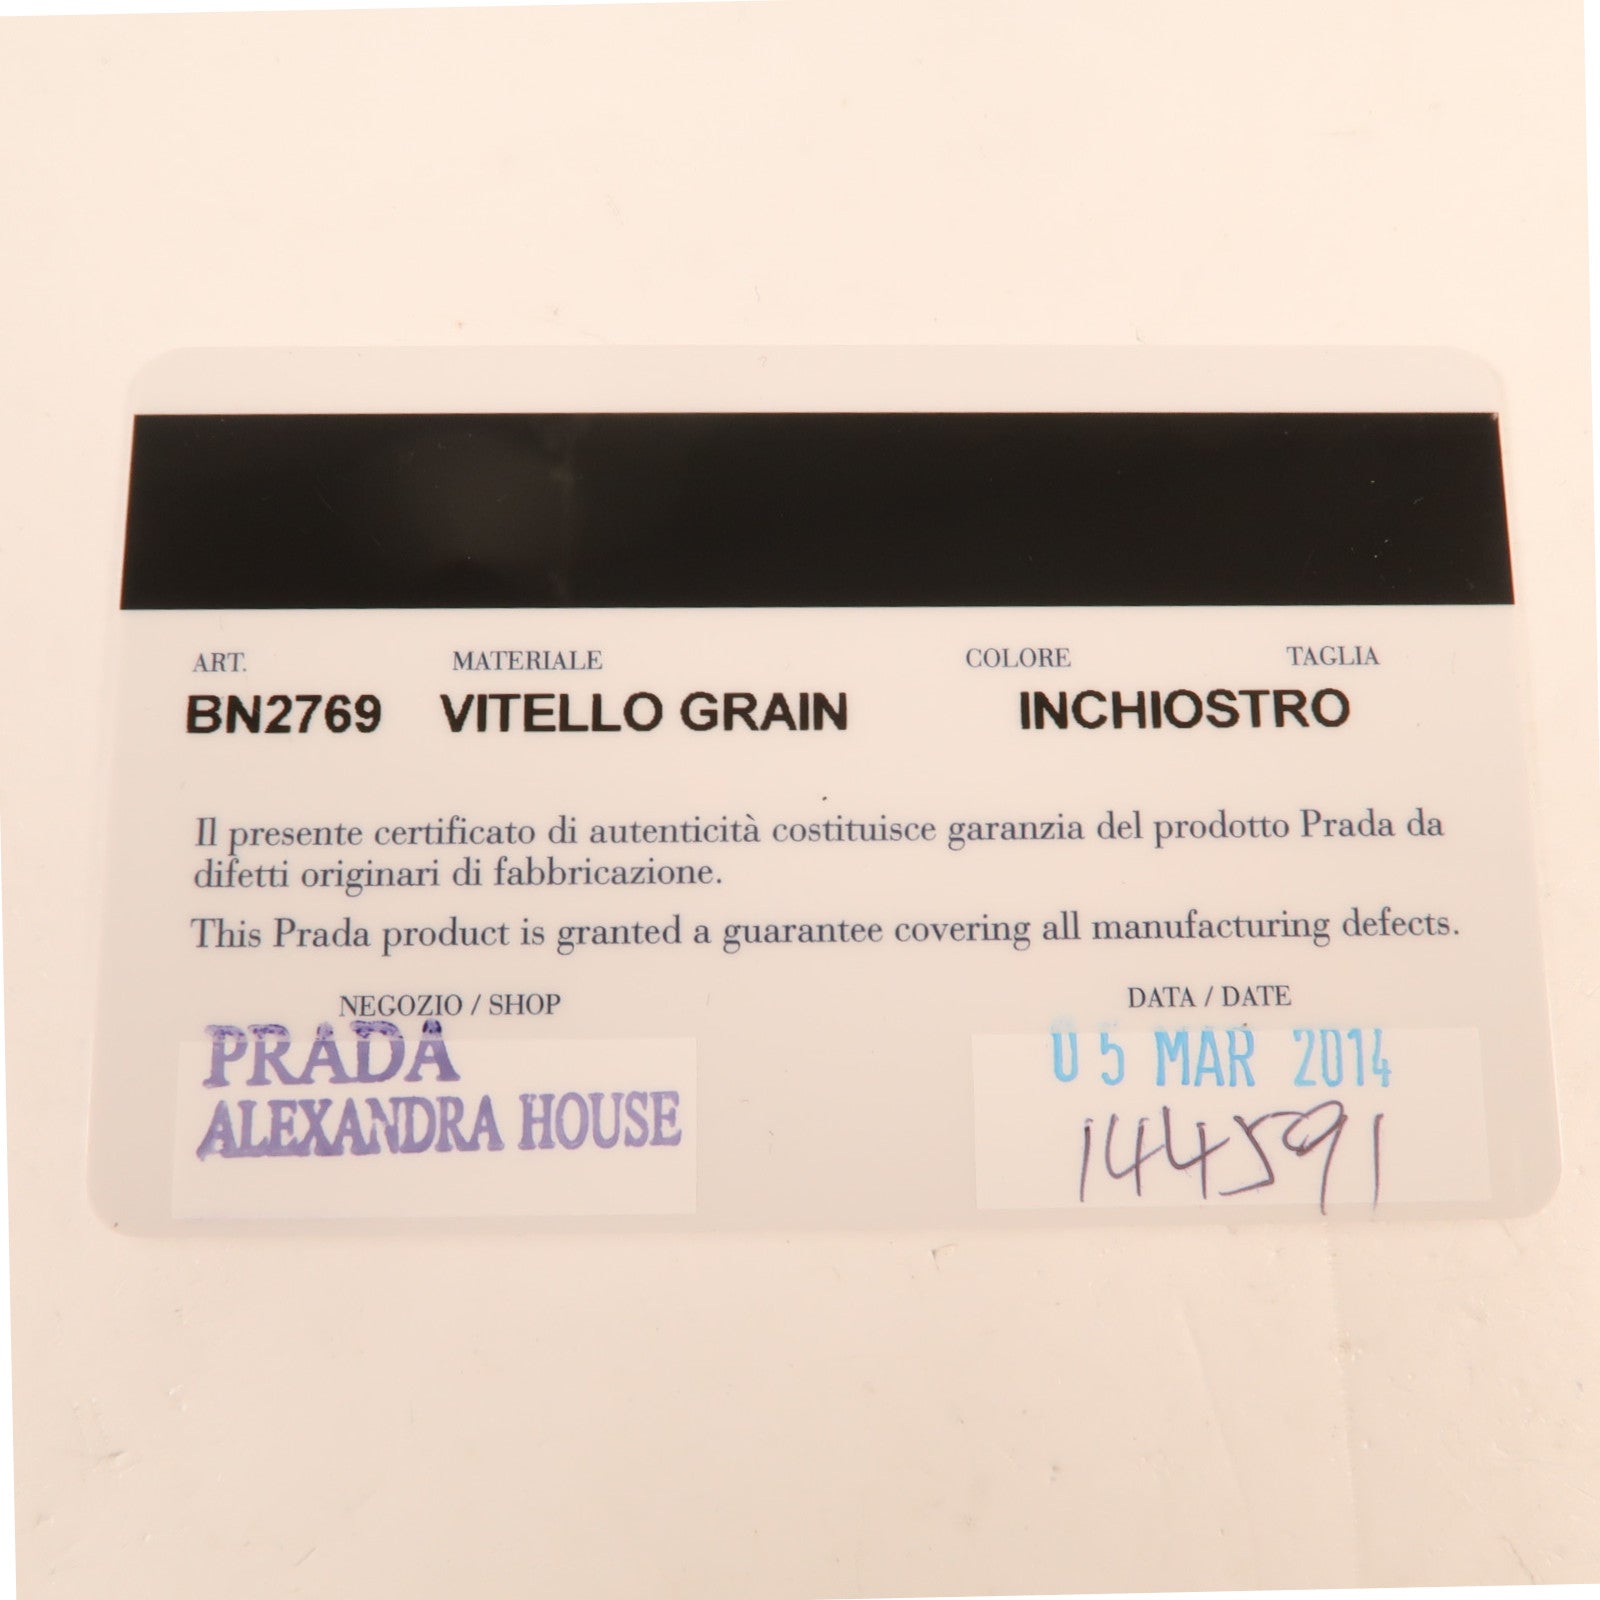 ART. MATERIALE COLORE TAGLIA
BN2769 VITELLO GRAIN INCHIOSTRO
Il presente certificato di autenticità costituisce garanzia del prodotto Prada da
difetti originari di fabbricazione.
This Prada product is granted a guarantee covering all manufacturing defects.
NEGOZIO / SHOP DATA / DATE
PRADA 05 MAR 2014
ALEXANDRA HOUSE 144591